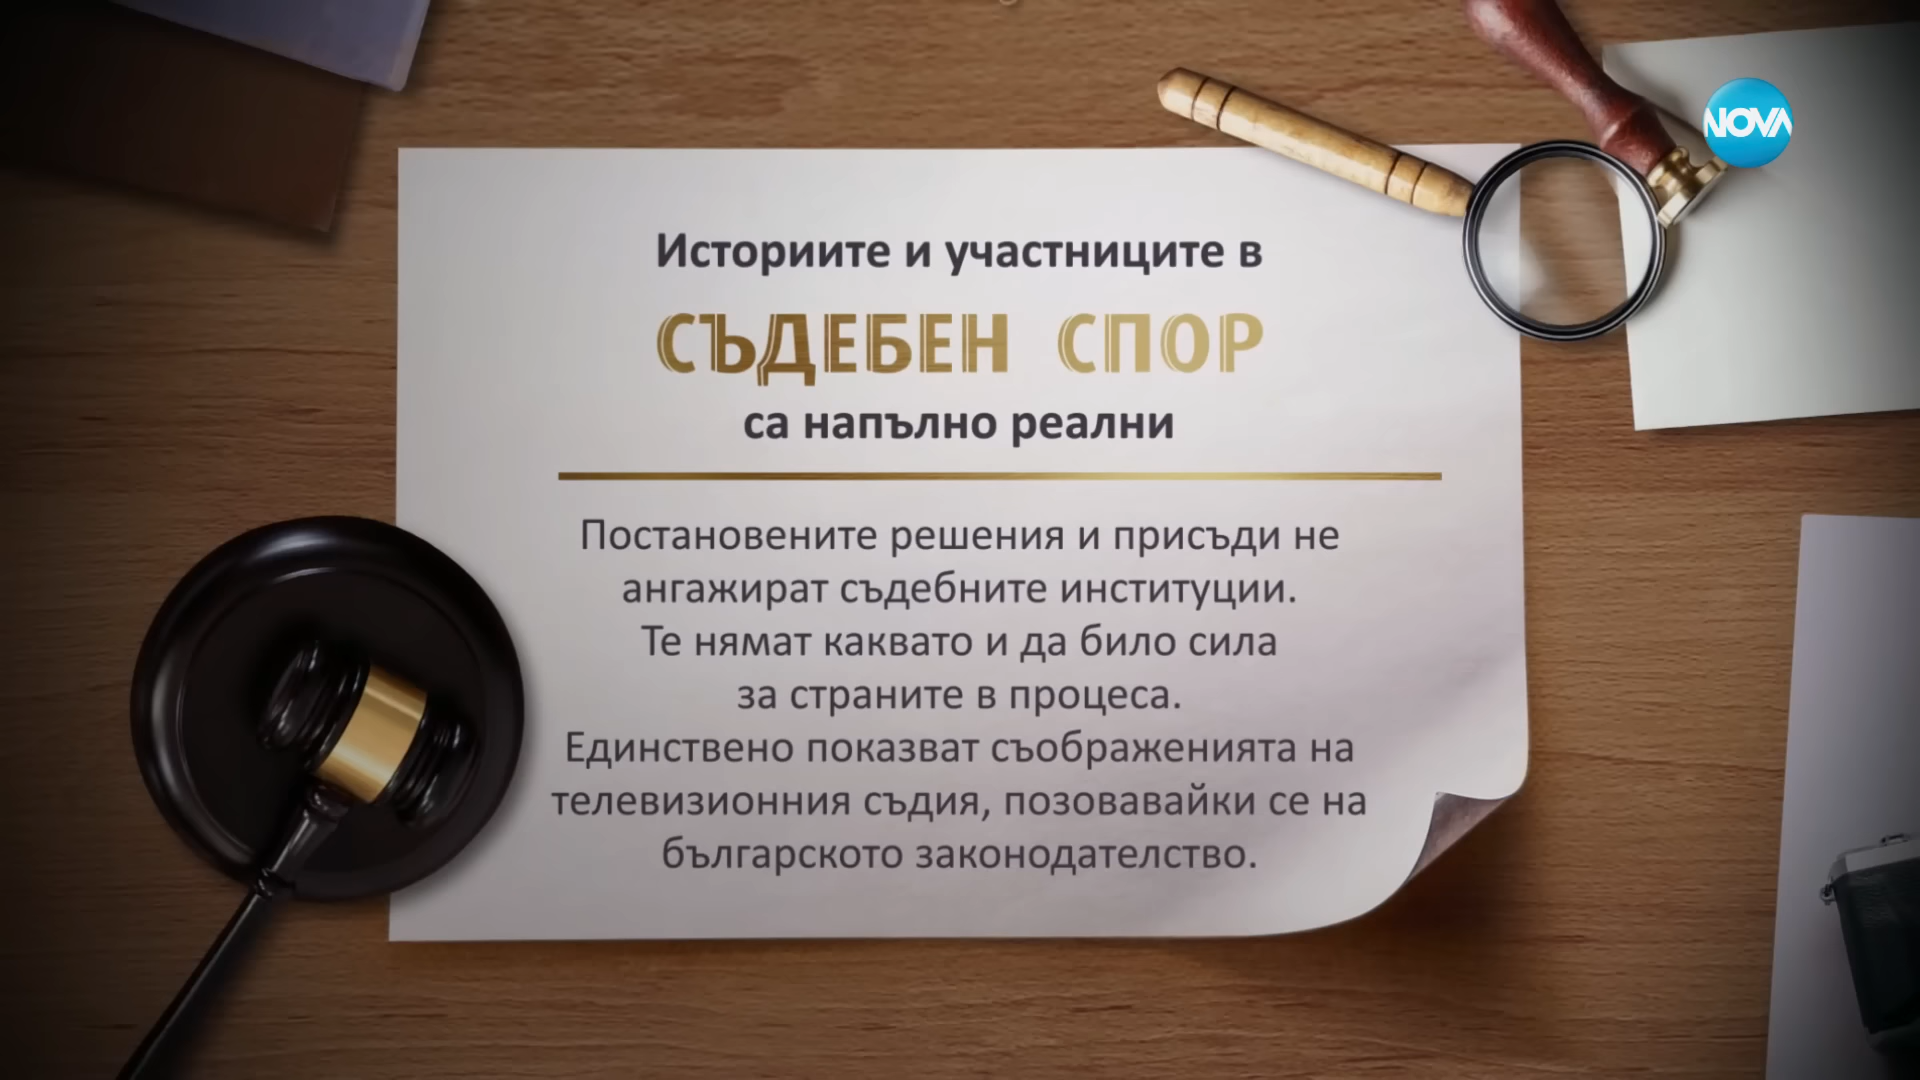 NOVA
Историите и участниците в
СЪДЕБЕН СПОР
са напълно реални
Постановените решения и присъди не
ангажират съдебните институции.
Те нямат каквато и да било сила
за страните в процеса.
Единствено показват съображенията на
телевизионния съдия, позовавайки се на
българското законодателство.